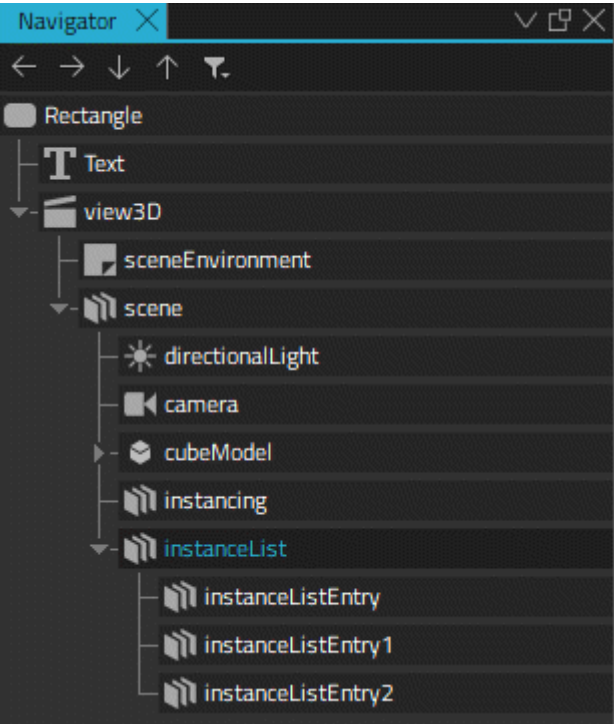 Navigator
Rectangle
Text
view3D
sceneEnvironment
scene
directionalLight
camera
cubeModel
instancing
instanceList
instanceListEntry
instanceListEntry1
instanceListEntry2